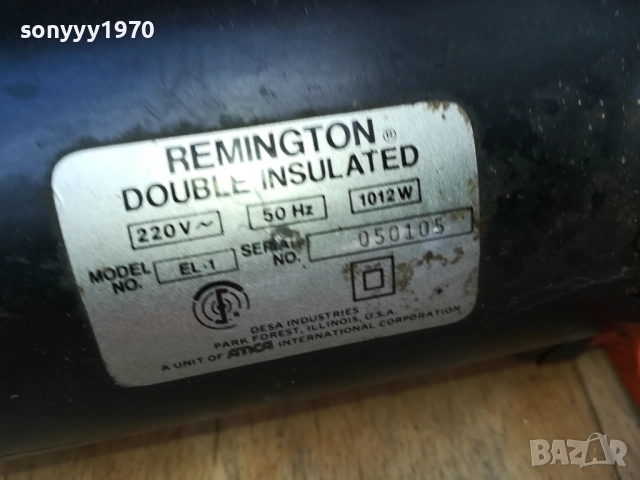 sonyyy1970
REMINGTON ®
DOUBLE INSULATED
220V ~ 50 Hz 1012W
MODEL NO. EL-1 SERIAL NO. 050105
DESA INDUSTRIES
PARK FOREST, ILLINOIS, U.S.A.
A UNIT OF AMCA INTERNATIONAL CORPORATION
BAZAR